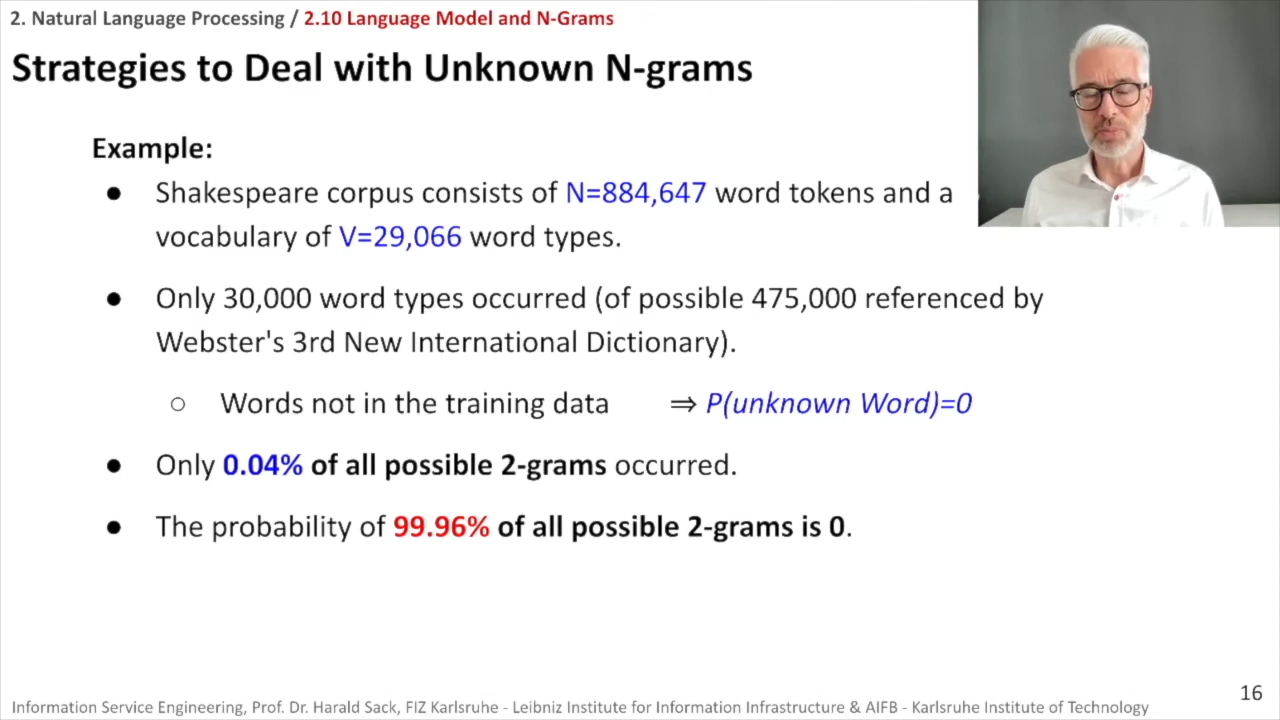 2. Natural Language Processing / 2.10 Language Model and N-Grams
Strategies to Deal with Unknown N-grams
Example:
● Shakespeare corpus consists of N=884,647 word tokens and a
vocabulary of V=29,066 word types.
● Only 30,000 word types occurred (of possible 475,000 referenced by
Webster's 3rd New International Dictionary).
○ Words not in the training data ⇒ P(unknown Word)=0
● Only 0.04% of all possible 2-grams occurred.
● The probability of 99.96% of all possible 2-grams is 0.
16
Information Service Engineering, Prof. Dr. Harald Sack, FIZ Karlsruhe - Leibniz Institute for Information Infrastructure & AIFB - Karlsruhe Institute of Technology